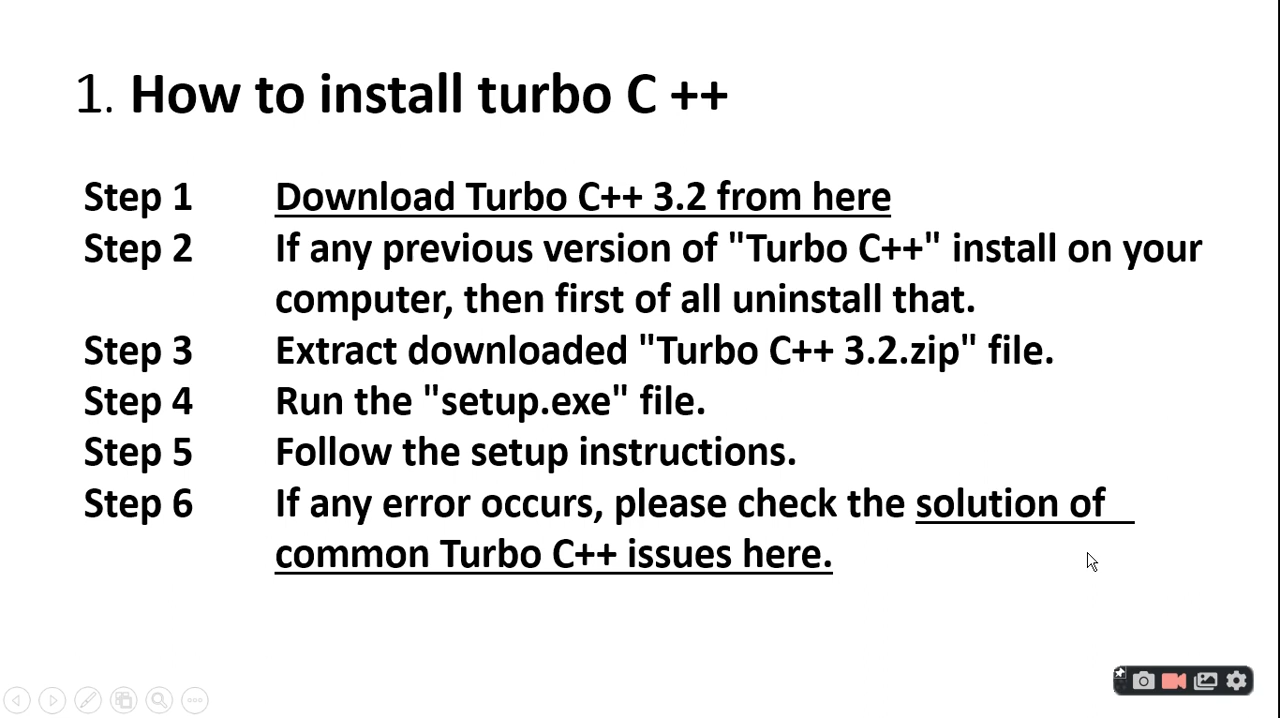 1. How to install turbo C ++
Step 1 Download Turbo C++ 3.2 from here
Step 2 If any previous version of "Turbo C++" install on your
computer, then first of all uninstall that.
Step 3 Extract downloaded "Turbo C++ 3.2.zip" file.
Step 4 Run the "setup.exe" file.
Step 5 Follow the setup instructions.
Step 6 If any error occurs, please check the solution of
common Turbo C++ issues here.